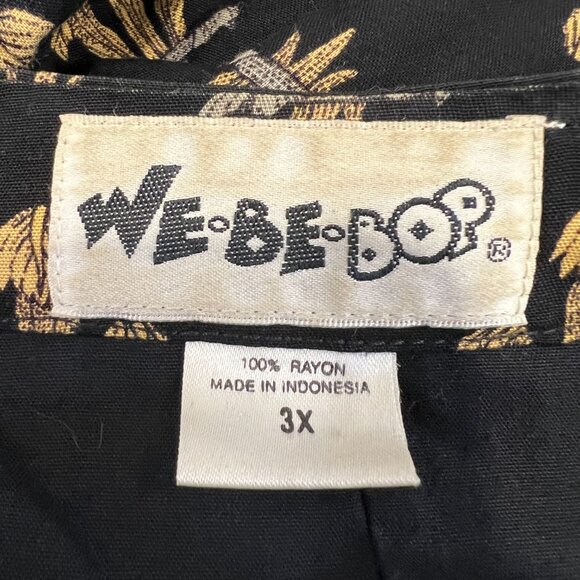 WE•BE•BOP®
100% RAYON
MADE IN INDONESIA
3X